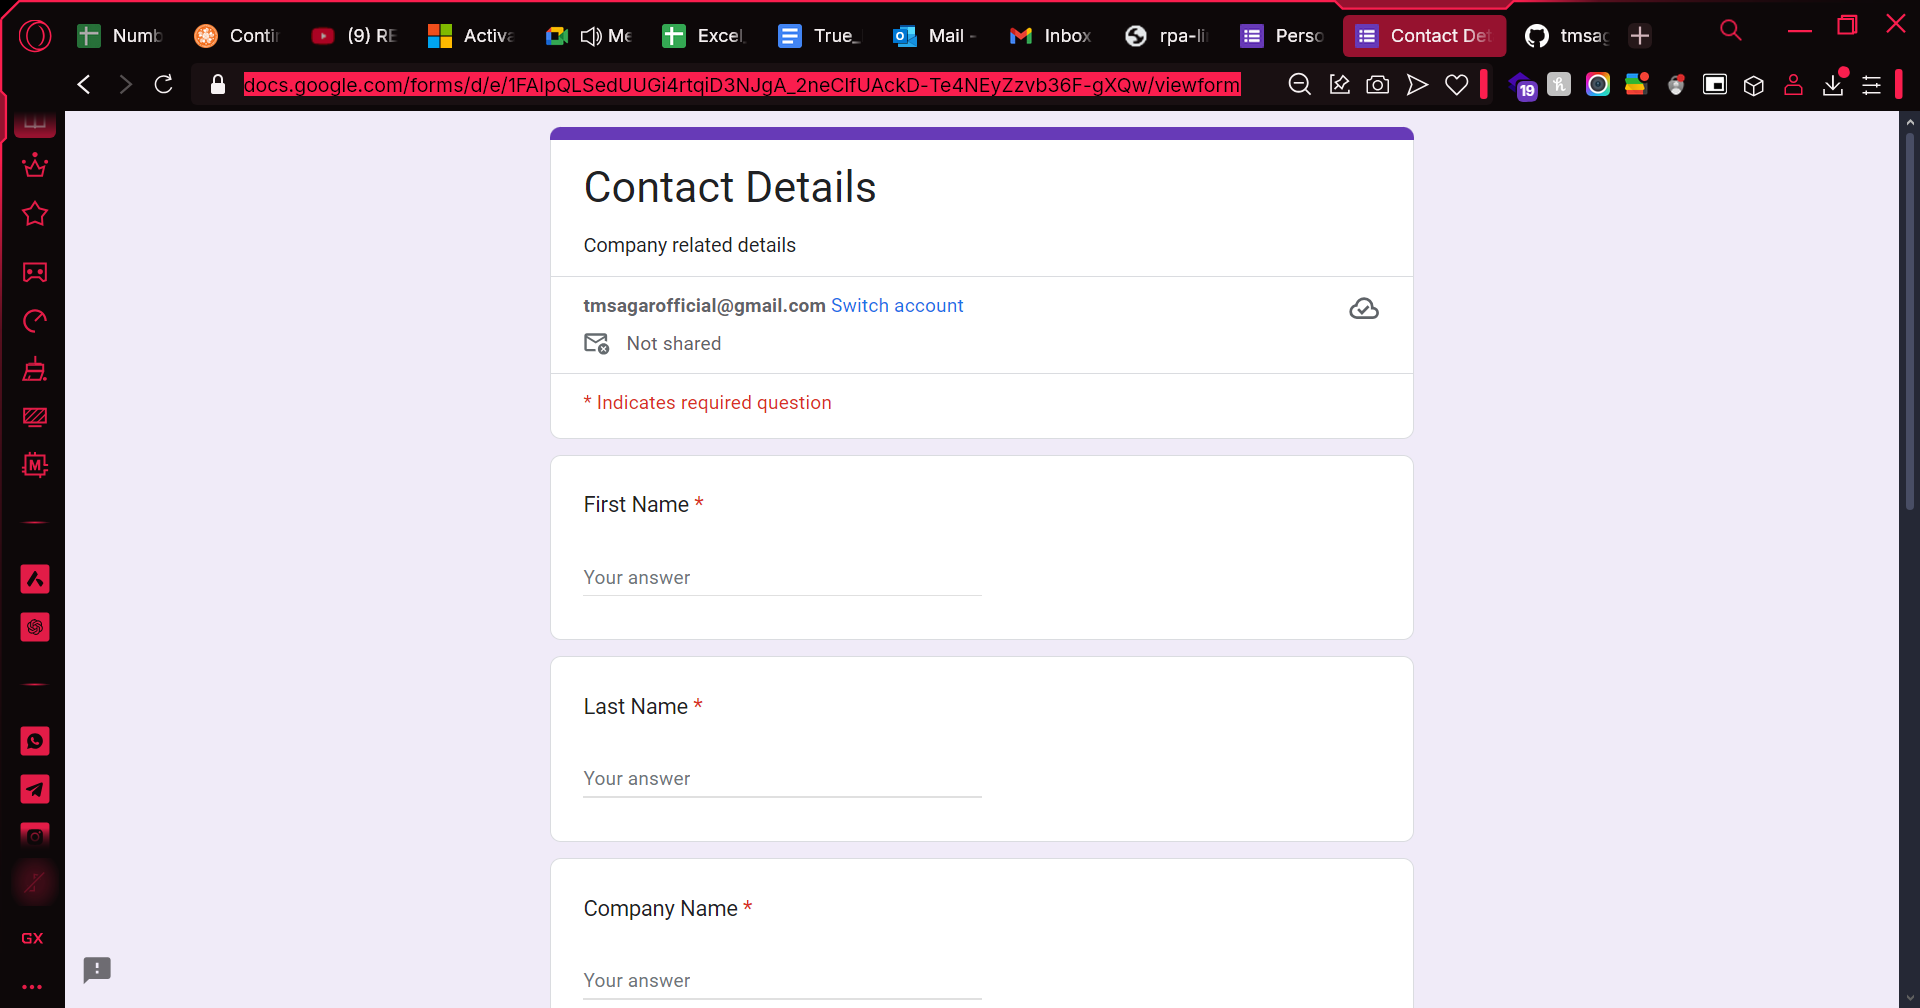 Numb
Conti
(9) RE
Activa
Me
Excel
True_
Mail -
Inbox
rpa-li
Perso
Contact Det
tmsag
docs.google.com/forms/d/e/1FAIpQLSedUUGi4rtqiD3NJgA_2neCIfUAckD-Te4NEyZzvb36F-gXQw/viewform
19
Contact Details
Company related details
tmsagarofficial@gmail.com Switch account
Not shared
* Indicates required question
First Name *
Your answer
Last Name *
Your answer
Company Name *
Your answer
M
GX